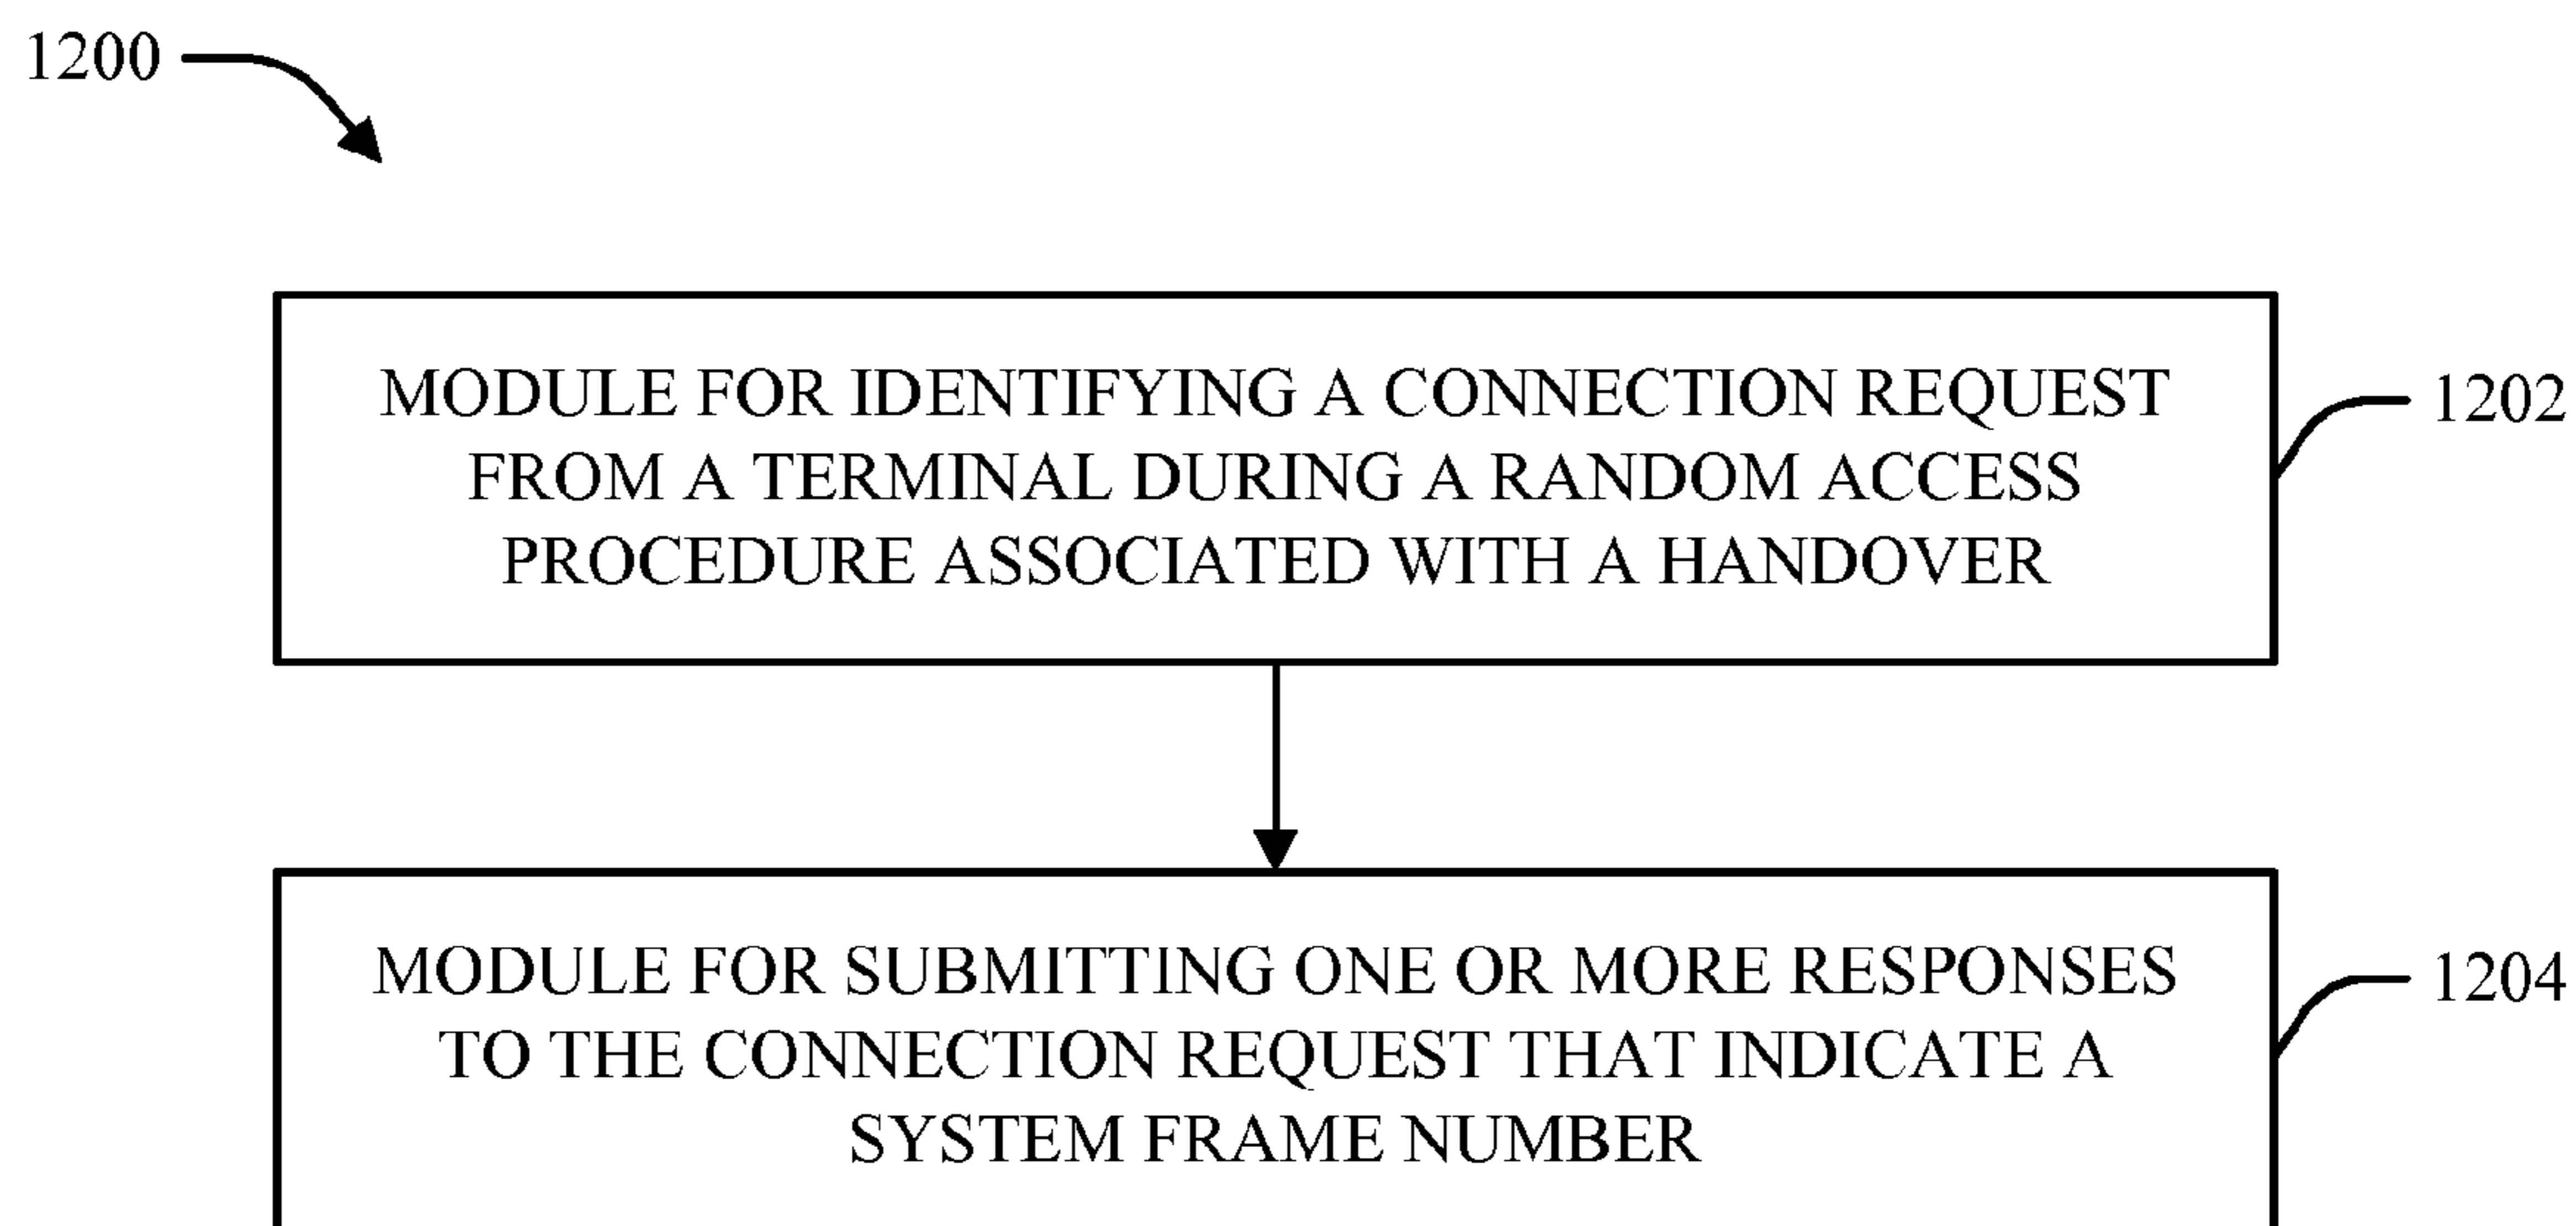 1200
MODULE FOR IDENTIFYING A CONNECTION REQUEST
FROM A TERMINAL DURING A RANDOM ACCESS
PROCEDURE ASSOCIATED WITH A HANDOVER
1202
MODULE FOR SUBMITTING ONE OR MORE RESPONSES
TO THE CONNECTION REQUEST THAT INDICATE A
SYSTEM FRAME NUMBER
1204